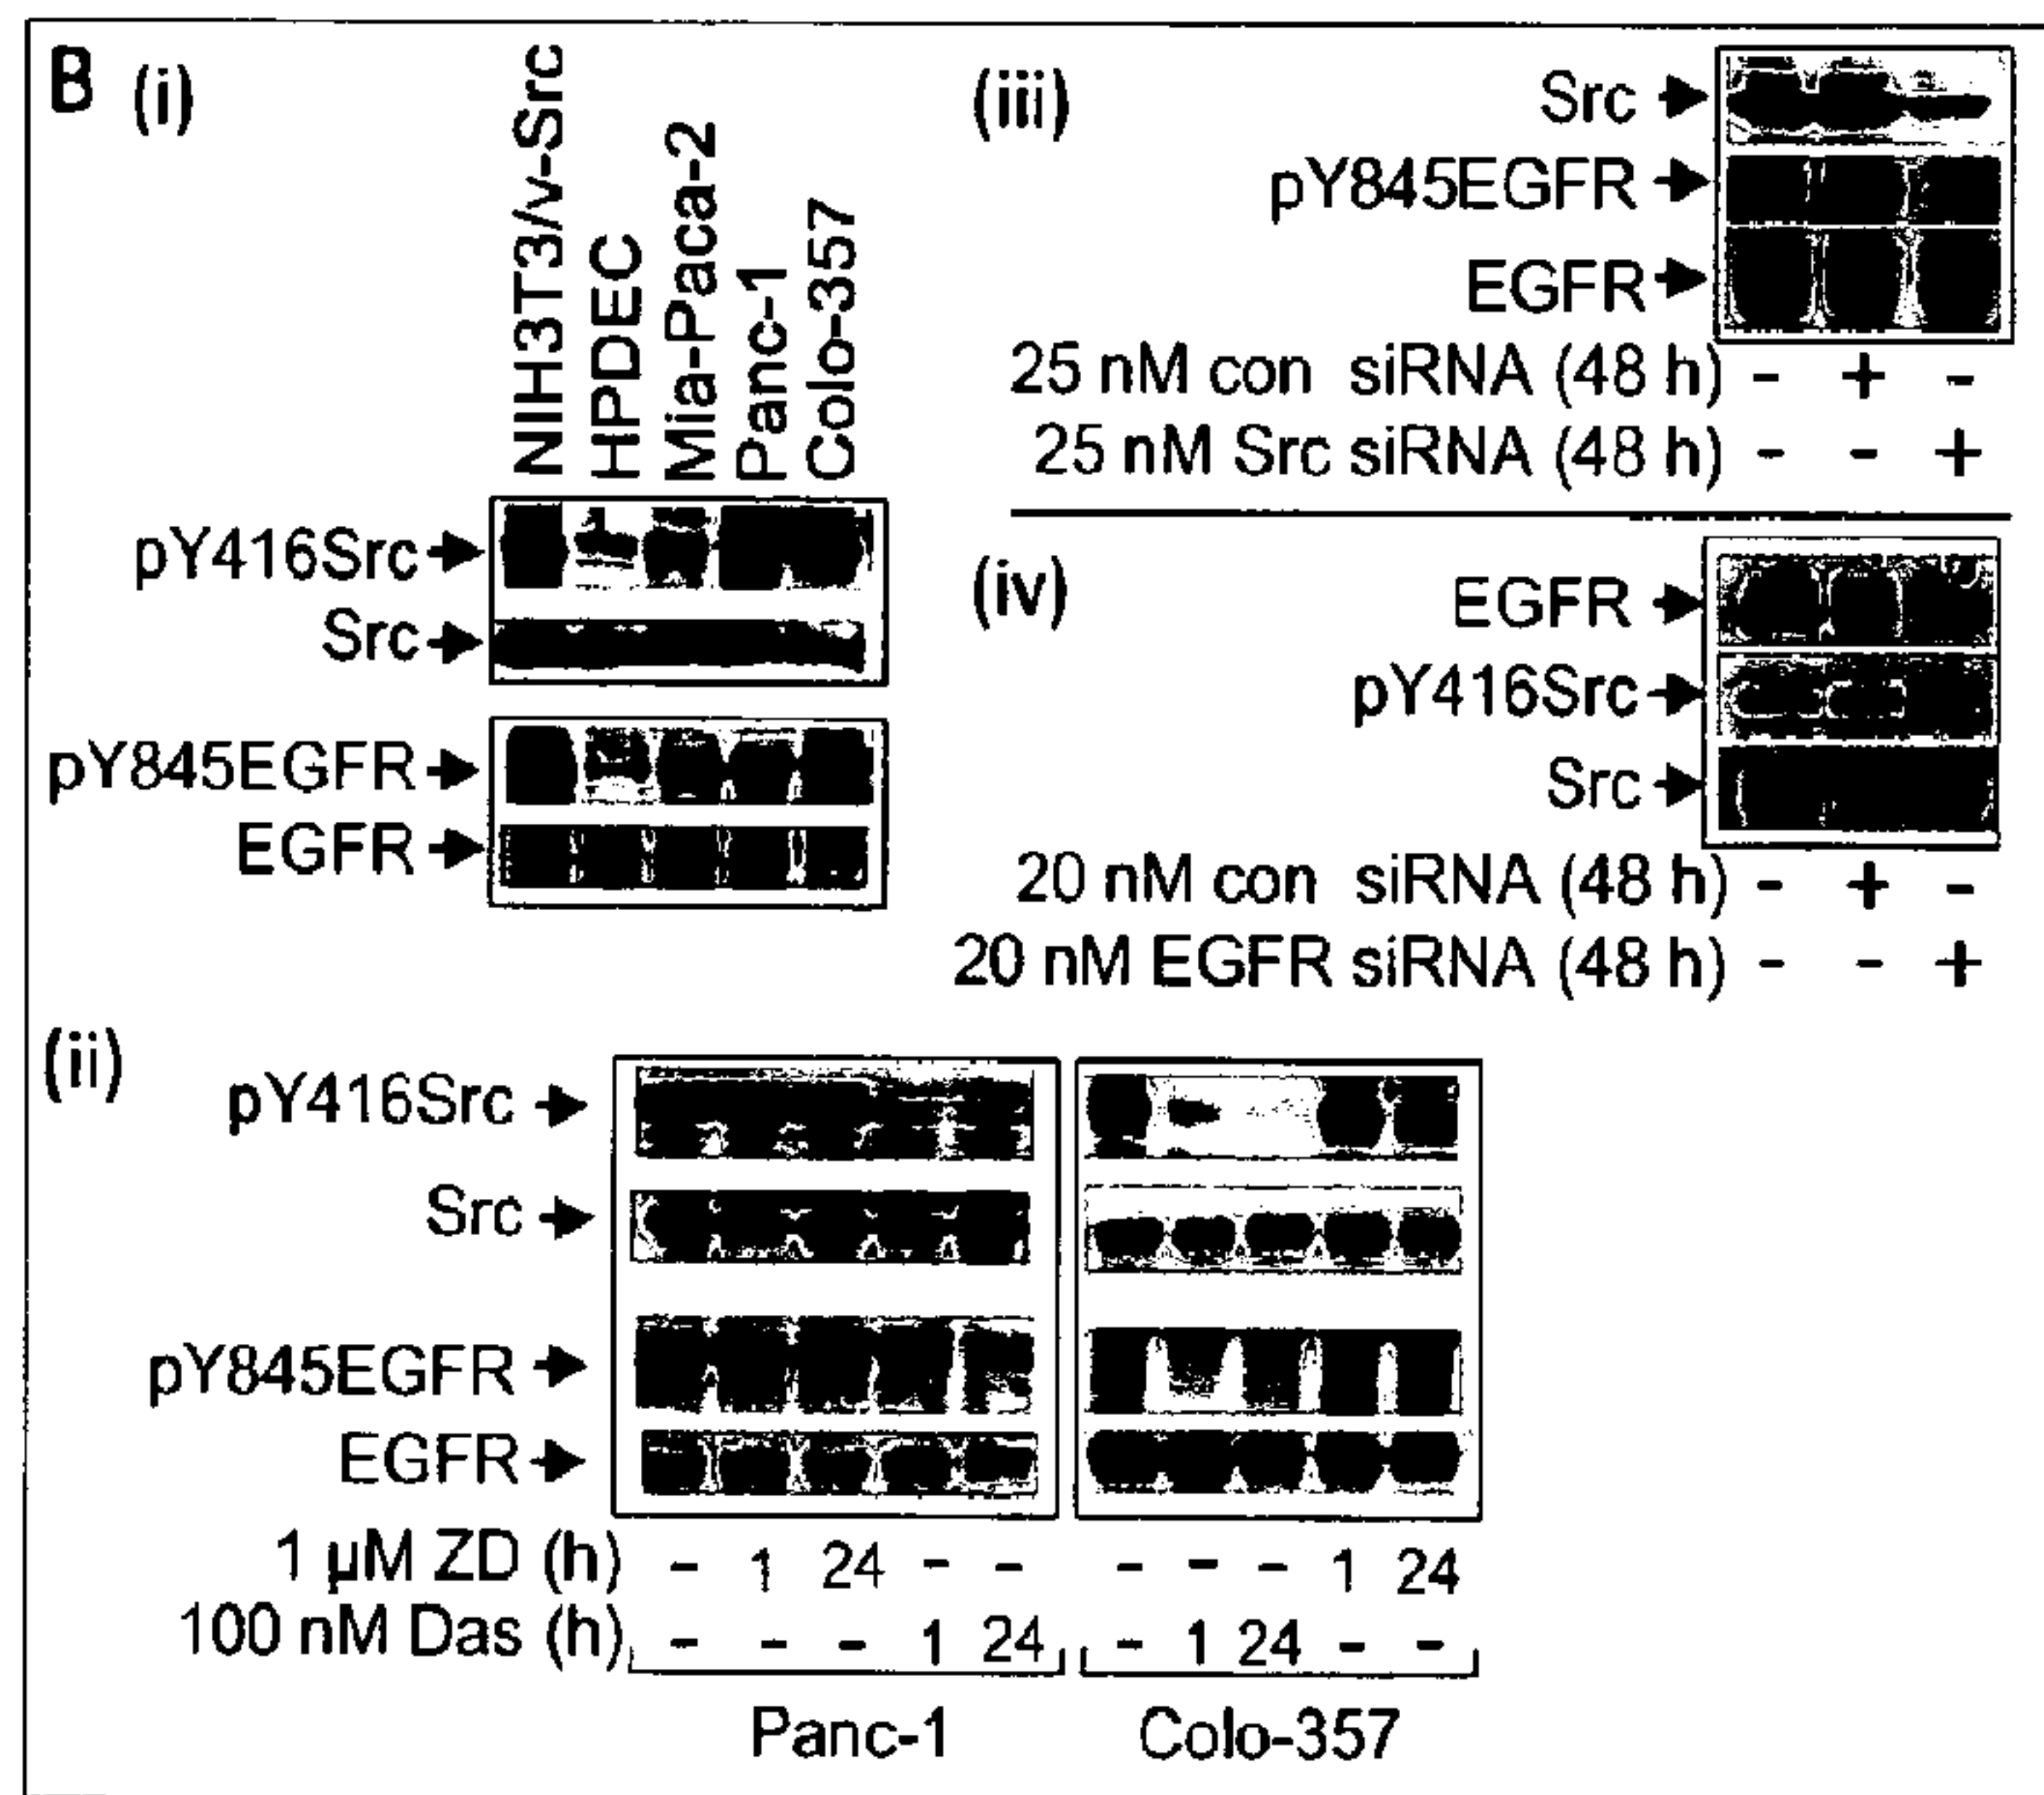 B (i)
NIH3T3/v-Src
HPDEC
Mia-Paca-2
Panc-1
Colo-357
pY416Src
Src
pY845EGFR
EGFR
(iii)
Src
pY845EGFR
EGFR
25 nM con siRNA (48 h) - + -
25 nM Src siRNA (48 h) - - +
(iv)
EGFR
pY416Src
Src
20 nM con siRNA (48 h) - + -
20 nM EGFR siRNA (48 h) - - +
(ii)
pY416Src
Src
pY845EGFR
EGFR
1 µM ZD (h) - 1 24 - - - - - 1 24
100 nM Das (h) - - - 1 24 - 1 24 - -
Panc-1 Colo-357